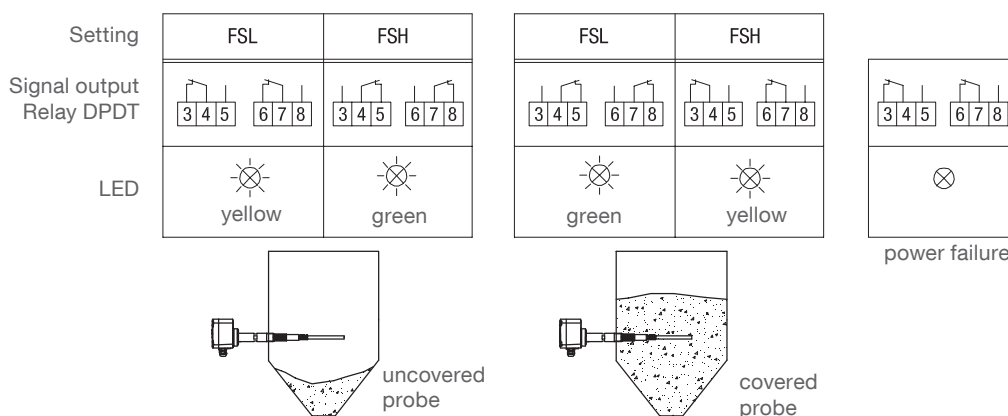 Setting FSL FSH FSL FSH
Signal output
Relay DPDT
3 4 5 6 7 8 3 4 5 6 7 8 3 4 5 6 7 8 3 4 5 6 7 8 3 4 5 6 7 8
LED
yellow green green yellow
power failure
uncovered
probe
covered
probe